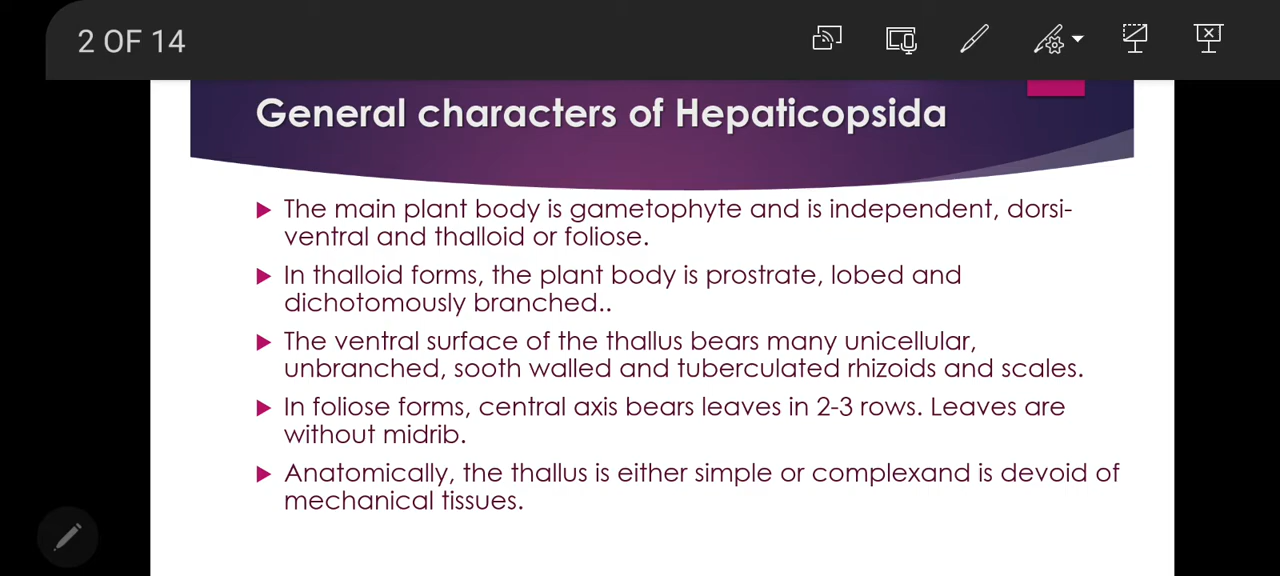 2 OF 14
General characters of Hepaticopsida
The main plant body is gametophyte and is independent, dorsi-
ventral and thalloid or foliose.
In thalloid forms, the plant body is prostrate, lobed and
dichotomously branched..
The ventral surface of the thallus bears many unicellular,
unbranched, sooth walled and tuberculated rhizoids and scales.
In foliose forms, central axis bears leaves in 2-3 rows. Leaves are
without midrib.
Anatomically, the thallus is either simple or complexand is devoid of
mechanical tissues.